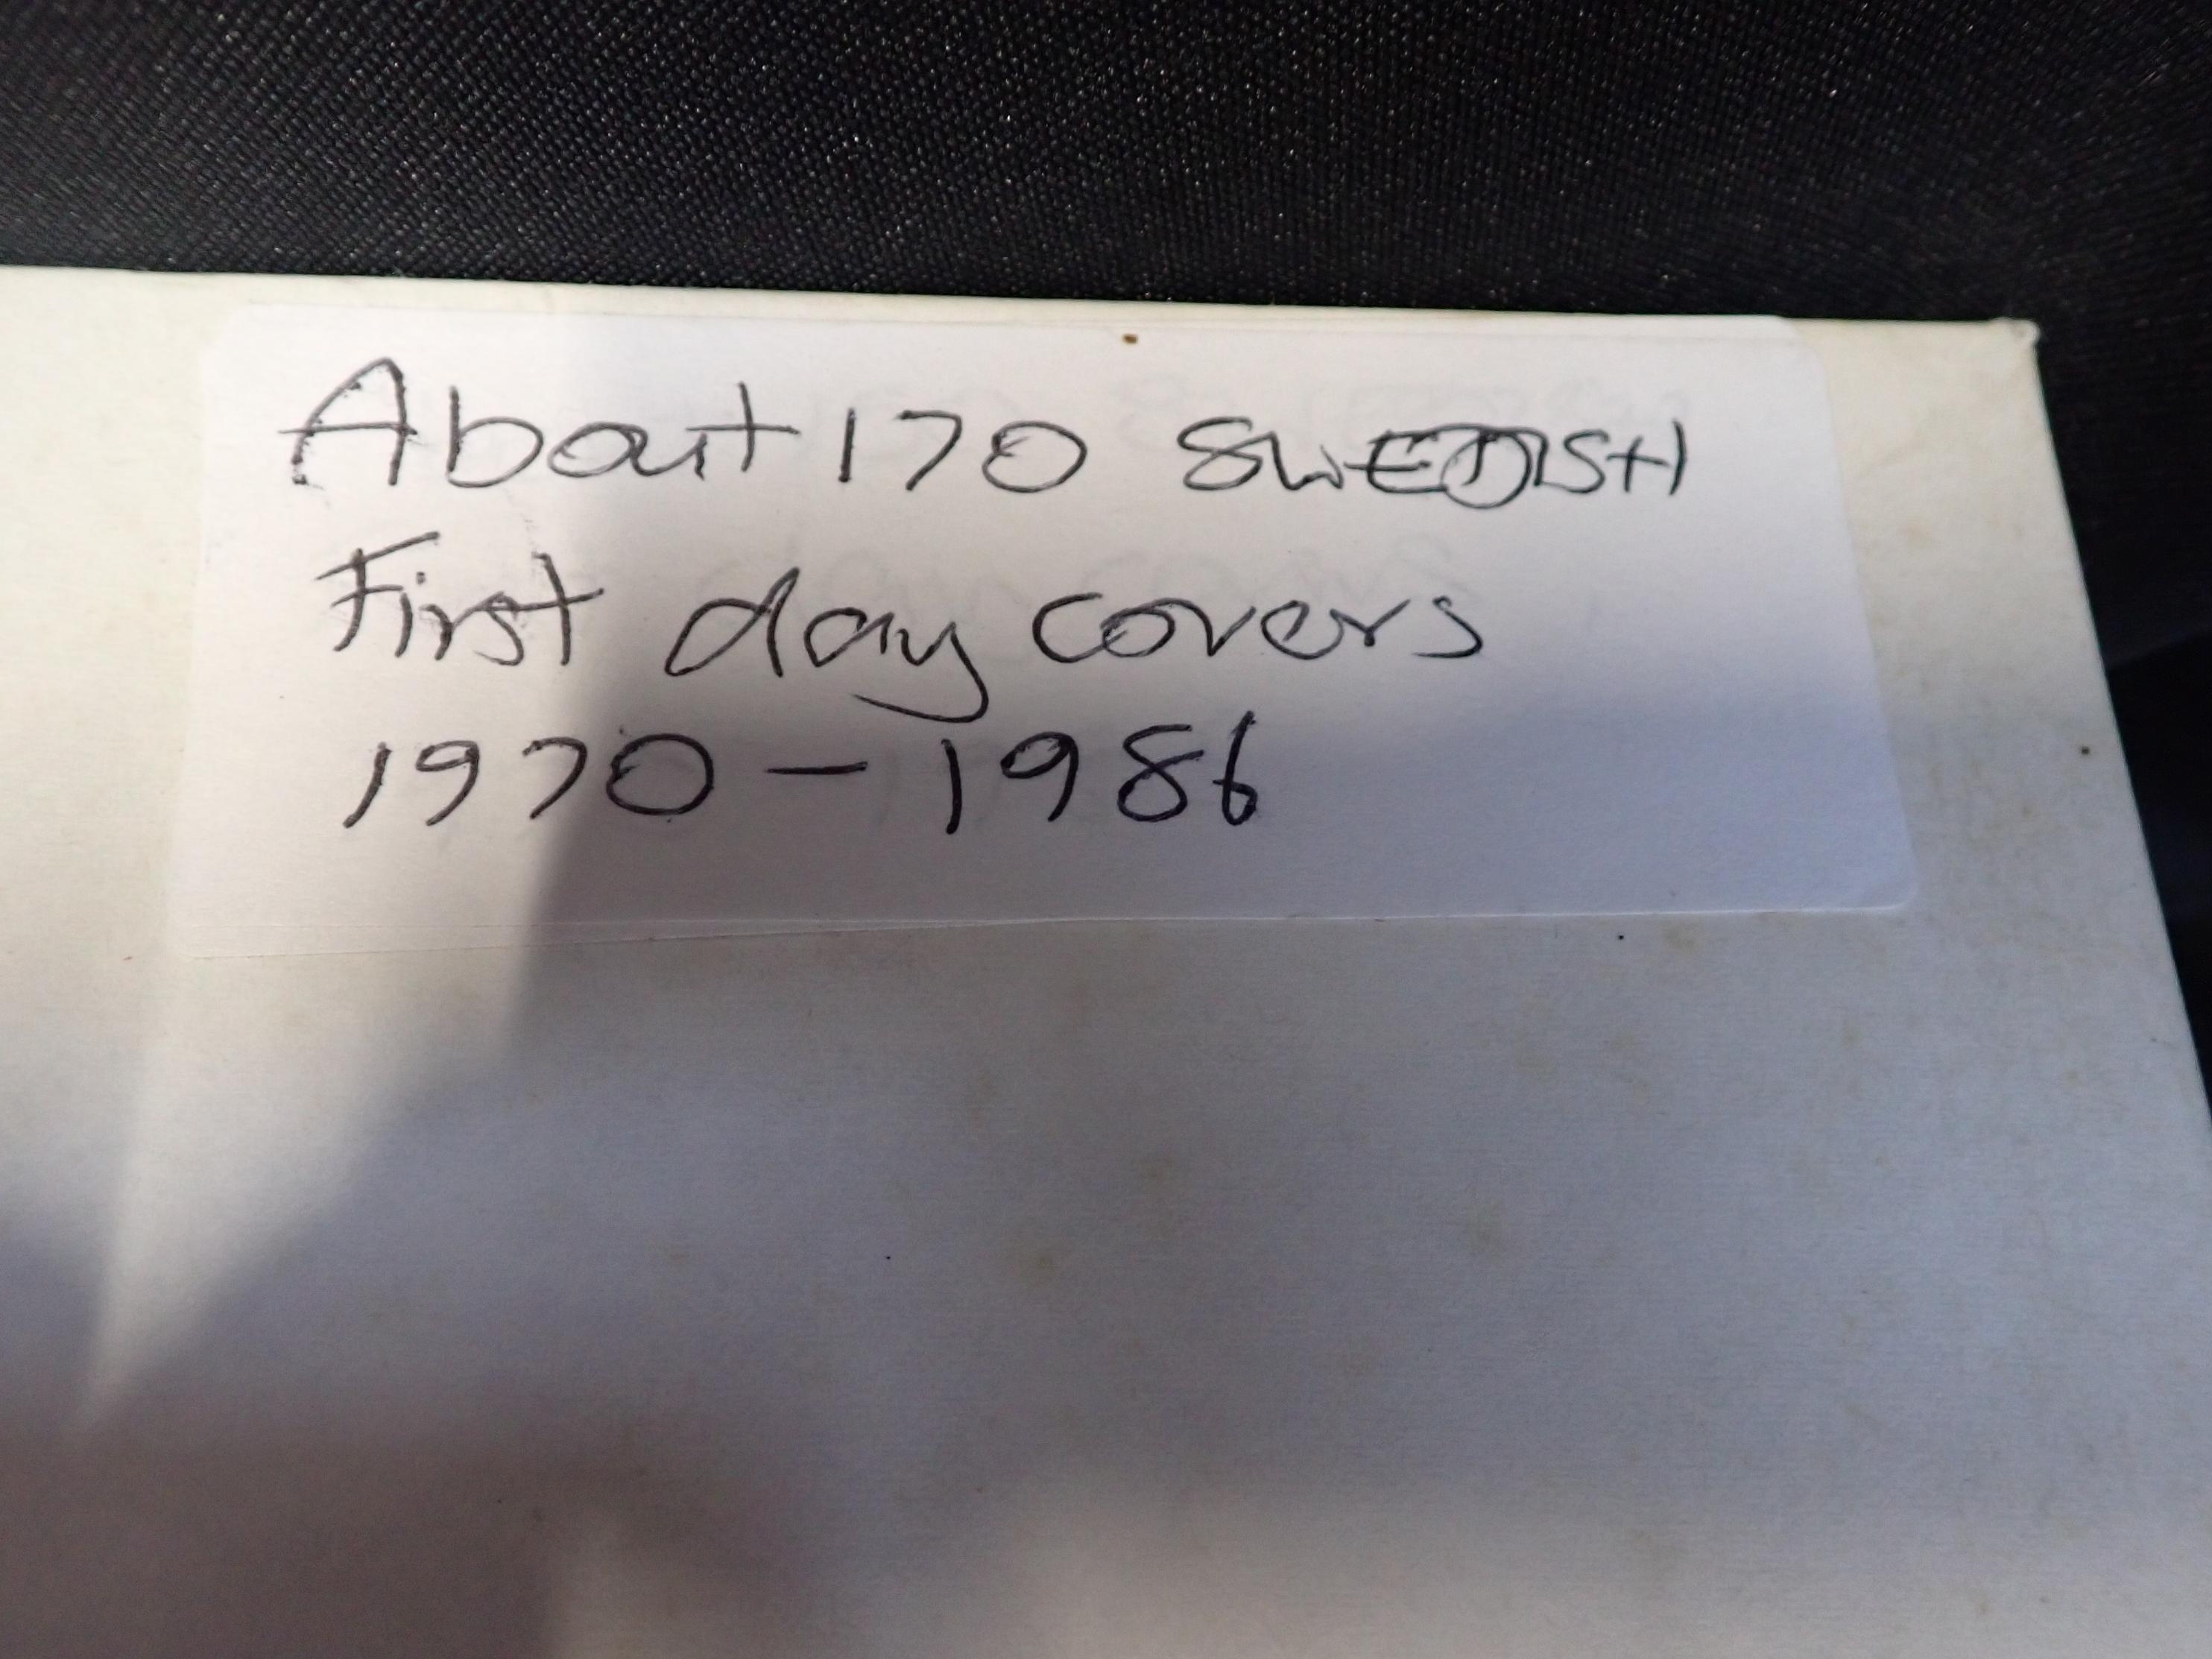 About 170 SWEDISH
First day covers
1970 - 1986